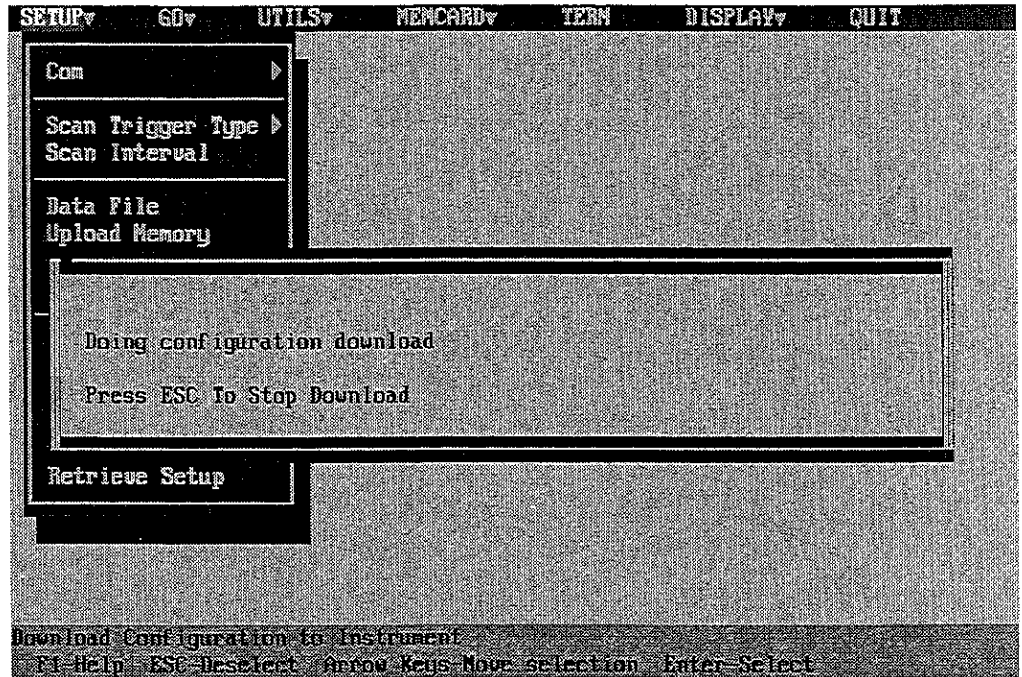 SETUP▼ GO▼ UTILS▼ MEMCARD▼ TERM DISPLAY▼ QUIT
Com ▶
Scan Trigger Type ▶
Scan Interval
Data File
Upload Memory
Doing configuration download
Press ESC To Stop Download
Retrieve Setup
Download Configuration to Instrument
F1-Help ESC-Deselect Arrow Keys-Move selection Enter-Select